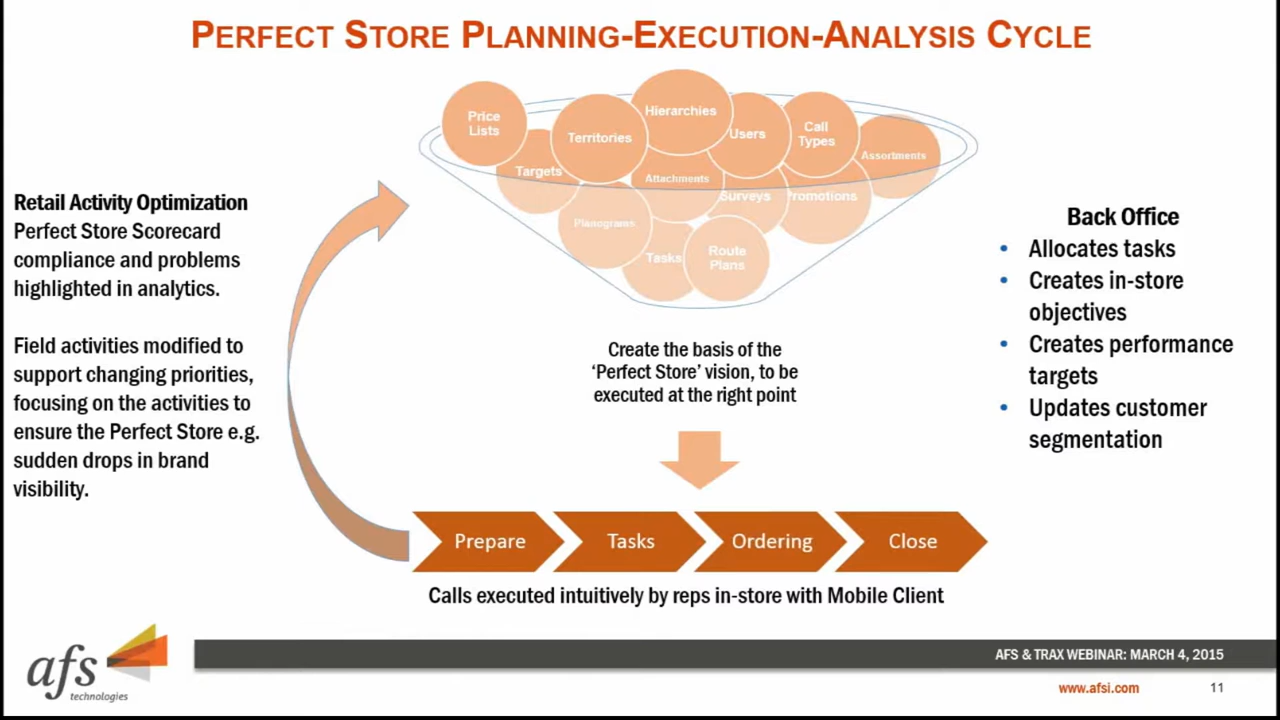 PERFECT STORE PLANNING-EXECUTION-ANALYSIS CYCLE
Price
Lists
Territories
Hierarchies
Users
Call
Types
Assortments
Targets
Attachments
Surveys
Promotions
Planograms
Tasks
Route
Plans
Retail Activity Optimization
Perfect Store Scorecard
compliance and problems
highlighted in analytics.
Field activities modified to
support changing priorities,
focusing on the activities to
ensure the Perfect Store e.g.
sudden drops in brand
visibility.
Create the basis of the
‘Perfect Store’ vision, to be
executed at the right point
Back Office
• Allocates tasks
• Creates in-store
objectives
• Creates performance
targets
• Updates customer
segmentation
Prepare
Tasks
Ordering
Close
Calls executed intuitively by reps in-store with Mobile Client
afs
technologies
AFS & TRAX WEBINAR: MARCH 4, 2015
www.afsi.com
11